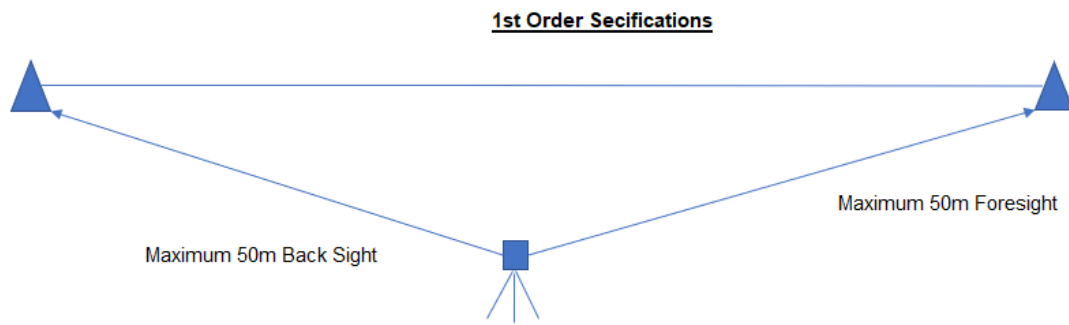 1st Order Secifications
Maximum 50m Foresight
Maximum 50m Back Sight